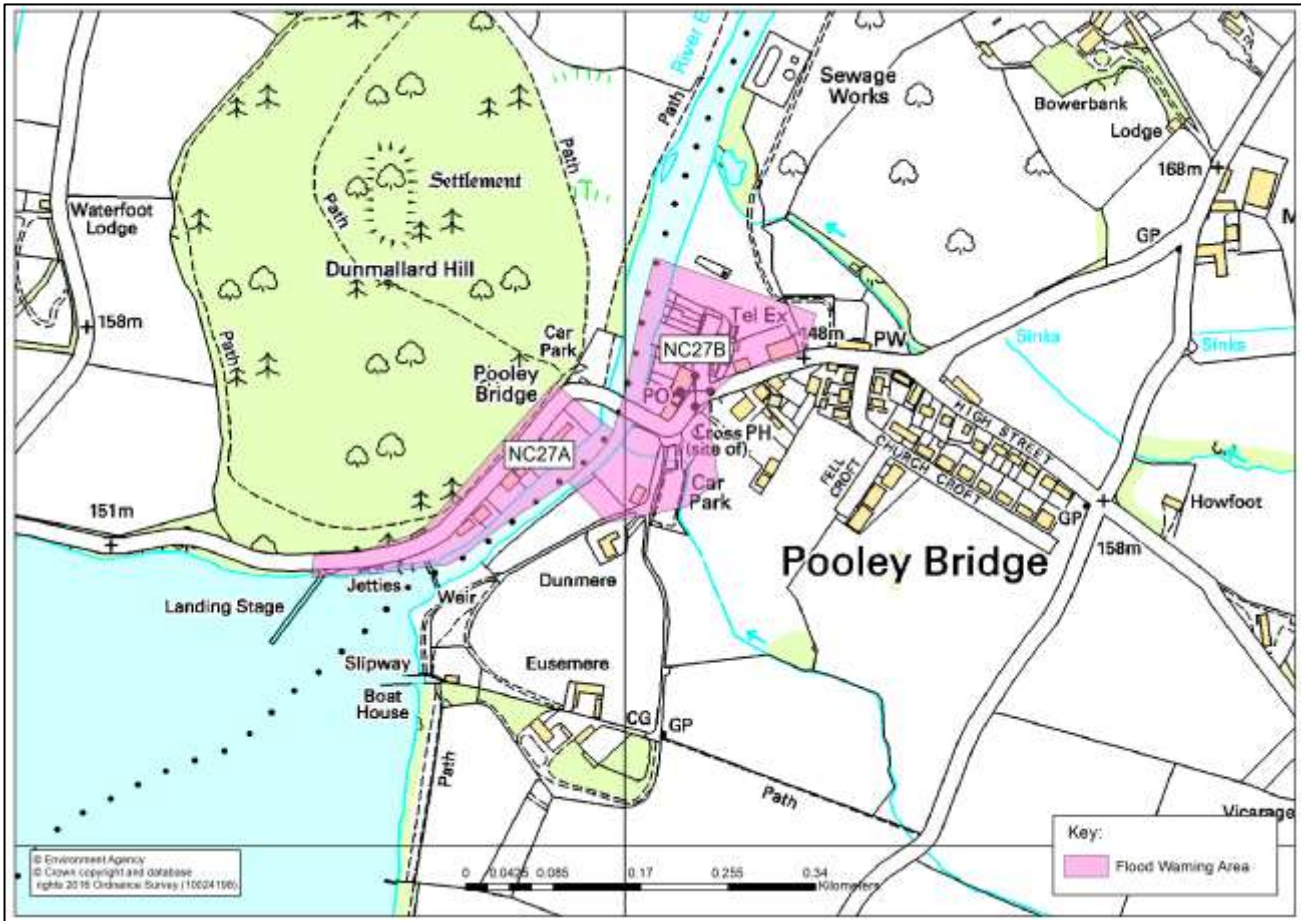 River E
Sewage
Works
Bowerbank
Lodge
168m
Path
Path
Settlement
Path
Waterfoot
Lodge
Dunmallard Hill
GP
M
158m
Path
Car
Park
Tel Ex
148m
PW
Sinks
Sinks
Pooley
Bridge
NC27B
PO
HIGH STREET
Cross PH
(site of)
NC27A
CHURCH
CROFT
FELL
CROFT
Car
Park
151m
GP
Howfoot
158m
Pooley Bridge
Jetties
Weir
Dunmere
Landing Stage
Slipway
Eusemere
Boat
House
CG
GP
Path
Path
Vicarage
Key:
Flood Warning Area
© Environment Agency
© Crown copyright and database
rights 2016 Ordnance Survey (10024198).
0 0.0425 0.085 0.17 0.255 0.34
Kilometers